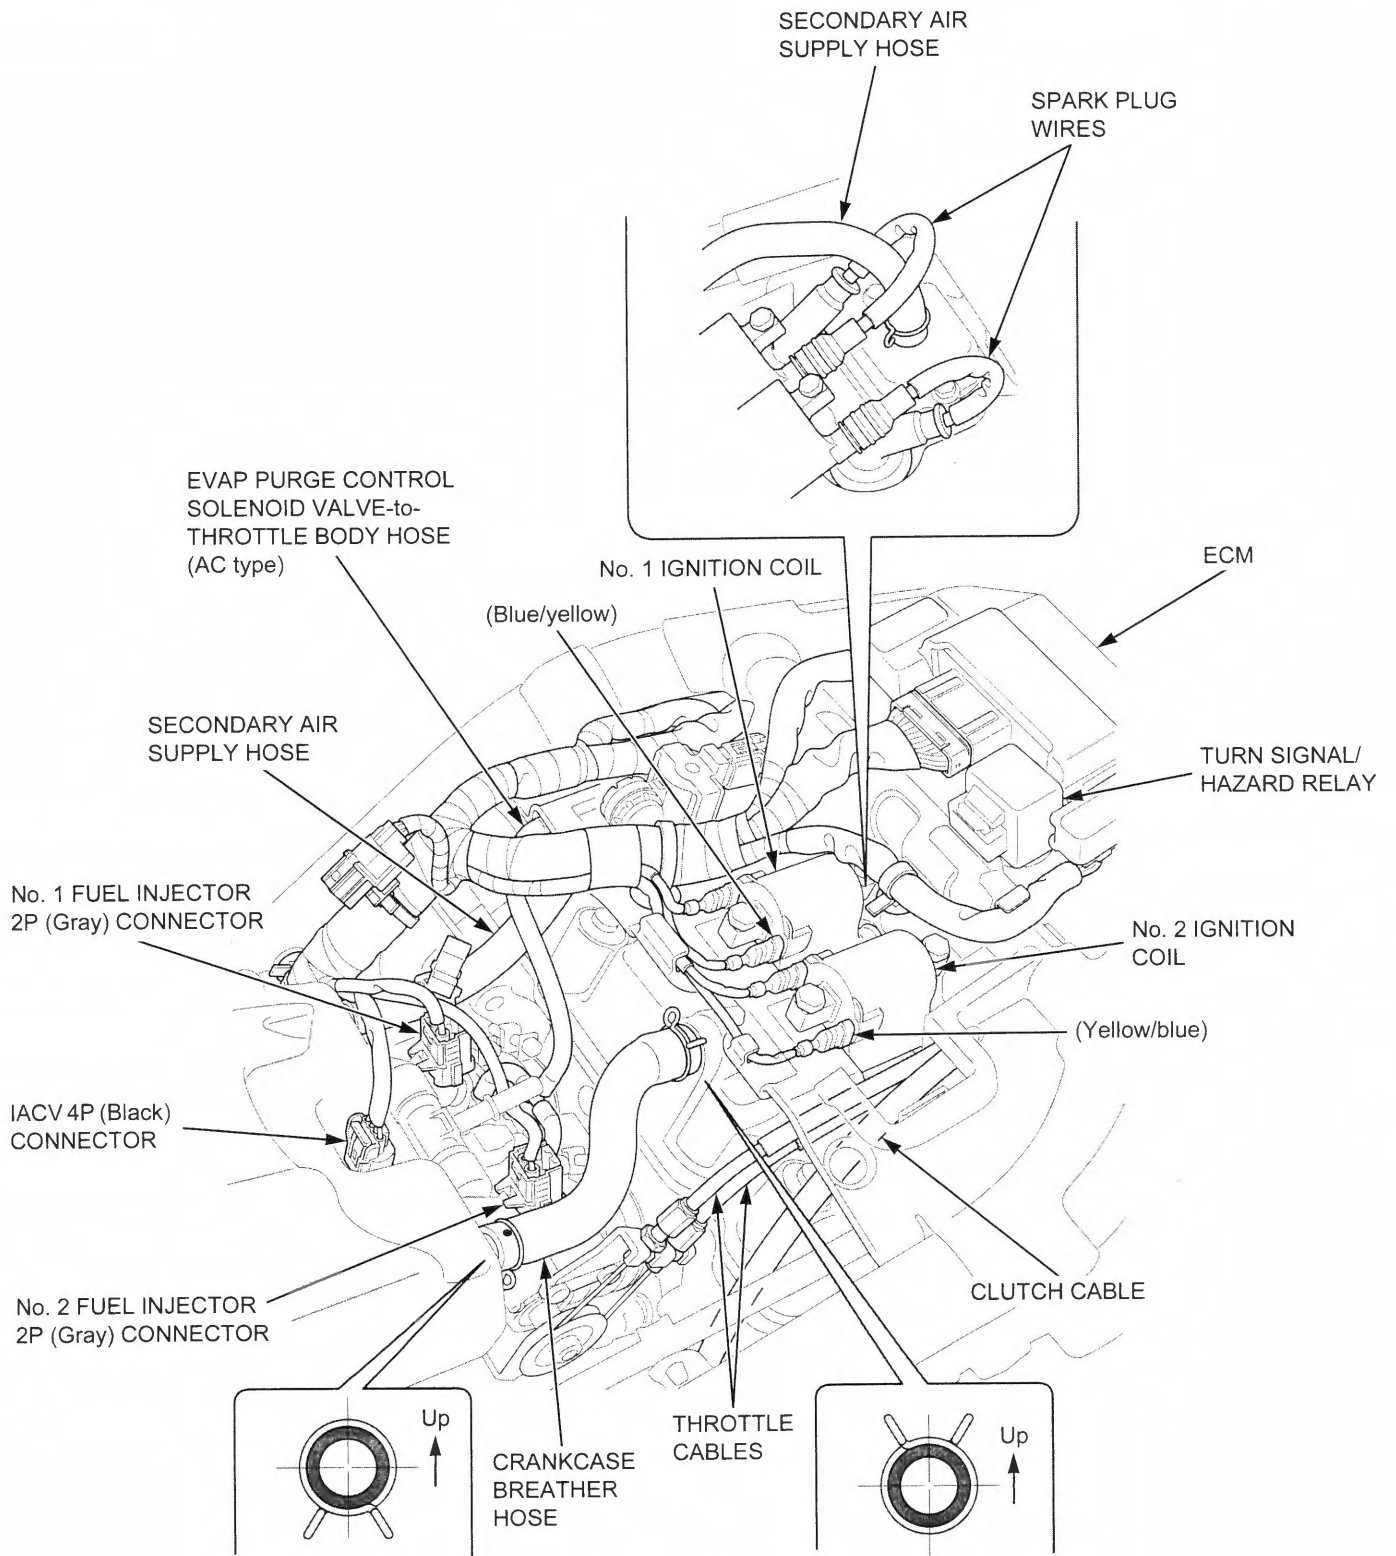 SECONDARY AIR
SUPPLY HOSE
SPARK PLUG
WIRES
EVAP PURGE CONTROL
SOLENOID VALVE-to-
THROTTLE BODY HOSE
(AC type)
No. 1 IGNITION COIL
ECM
(Blue/yellow)
SECONDARY AIR
SUPPLY HOSE
TURN SIGNAL/
HAZARD RELAY
No. 1 FUEL INJECTOR
2P (Gray) CONNECTOR
No. 2 IGNITION
COIL
(Yellow/blue)
IACV 4P (Black)
CONNECTOR
CLUTCH CABLE
No. 2 FUEL INJECTOR
2P (Gray) CONNECTOR
Up
THROTTLE
CABLES
Up
CRANKCASE
BREATHER
HOSE